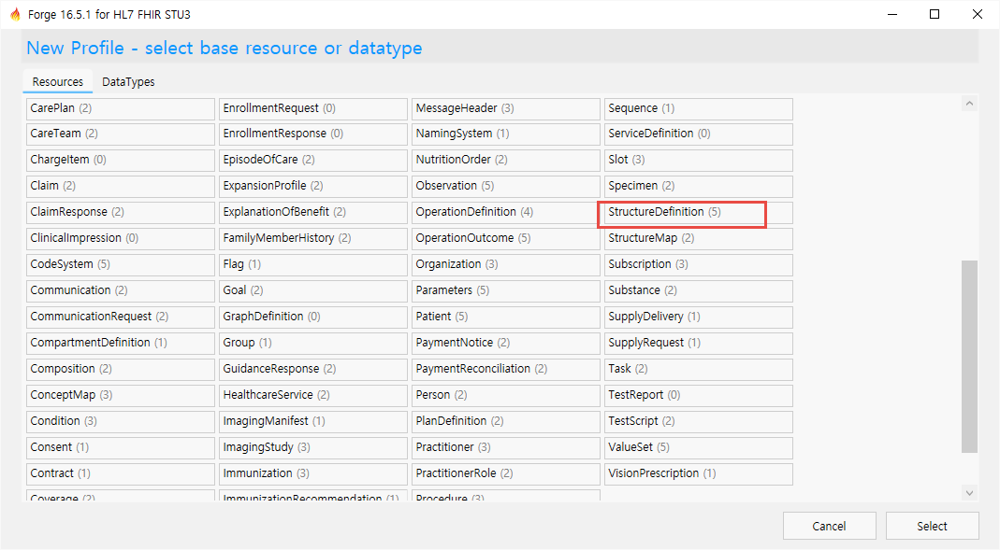 Forge 16.5.1 for HL7 FHIR STU3
New Profile - select base resource or datatype
Resources DataTypes
CarePlan (2) EnrollmentRequest (0) MessageHeader (3) Sequence (1)
CareTeam (2) EnrollmentResponse (0) NamingSystem (1) ServiceDefinition (0)
ChargeItem (0) EpisodeOfCare (2) NutritionOrder (2) Slot (3)
Claim (2) ExpansionProfile (2) Observation (5) Specimen (2)
ClaimResponse (2) ExplanationOfBenefit (2) OperationDefinition (4) StructureDefinition (5)
ClinicalImpression (0) FamilyMemberHistory (2) OperationOutcome (5) StructureMap (2)
CodeSystem (5) Flag (1) Organization (3) Subscription (3)
Communication (2) Goal (2) Parameters (5) Substance (2)
CommunicationRequest (2) GraphDefinition (0) Patient (5) SupplyDelivery (1)
CompartmentDefinition (1) Group (1) PaymentNotice (2) SupplyRequest (1)
Composition (2) GuidanceResponse (2) PaymentReconciliation (2) Task (2)
ConceptMap (3) HealthcareService (2) Person (2) TestReport (0)
Condition (3) ImagingManifest (1) PlanDefinition (2) TestScript (2)
Consent (1) ImagingStudy (3) Practitioner (3) ValueSet (5)
Contract (1) Immunization (3) PractitionerRole (2) VisionPrescription (1)
Coverage (2) ImmunizationRecommendation (1) Procedure (3)
Cancel Select